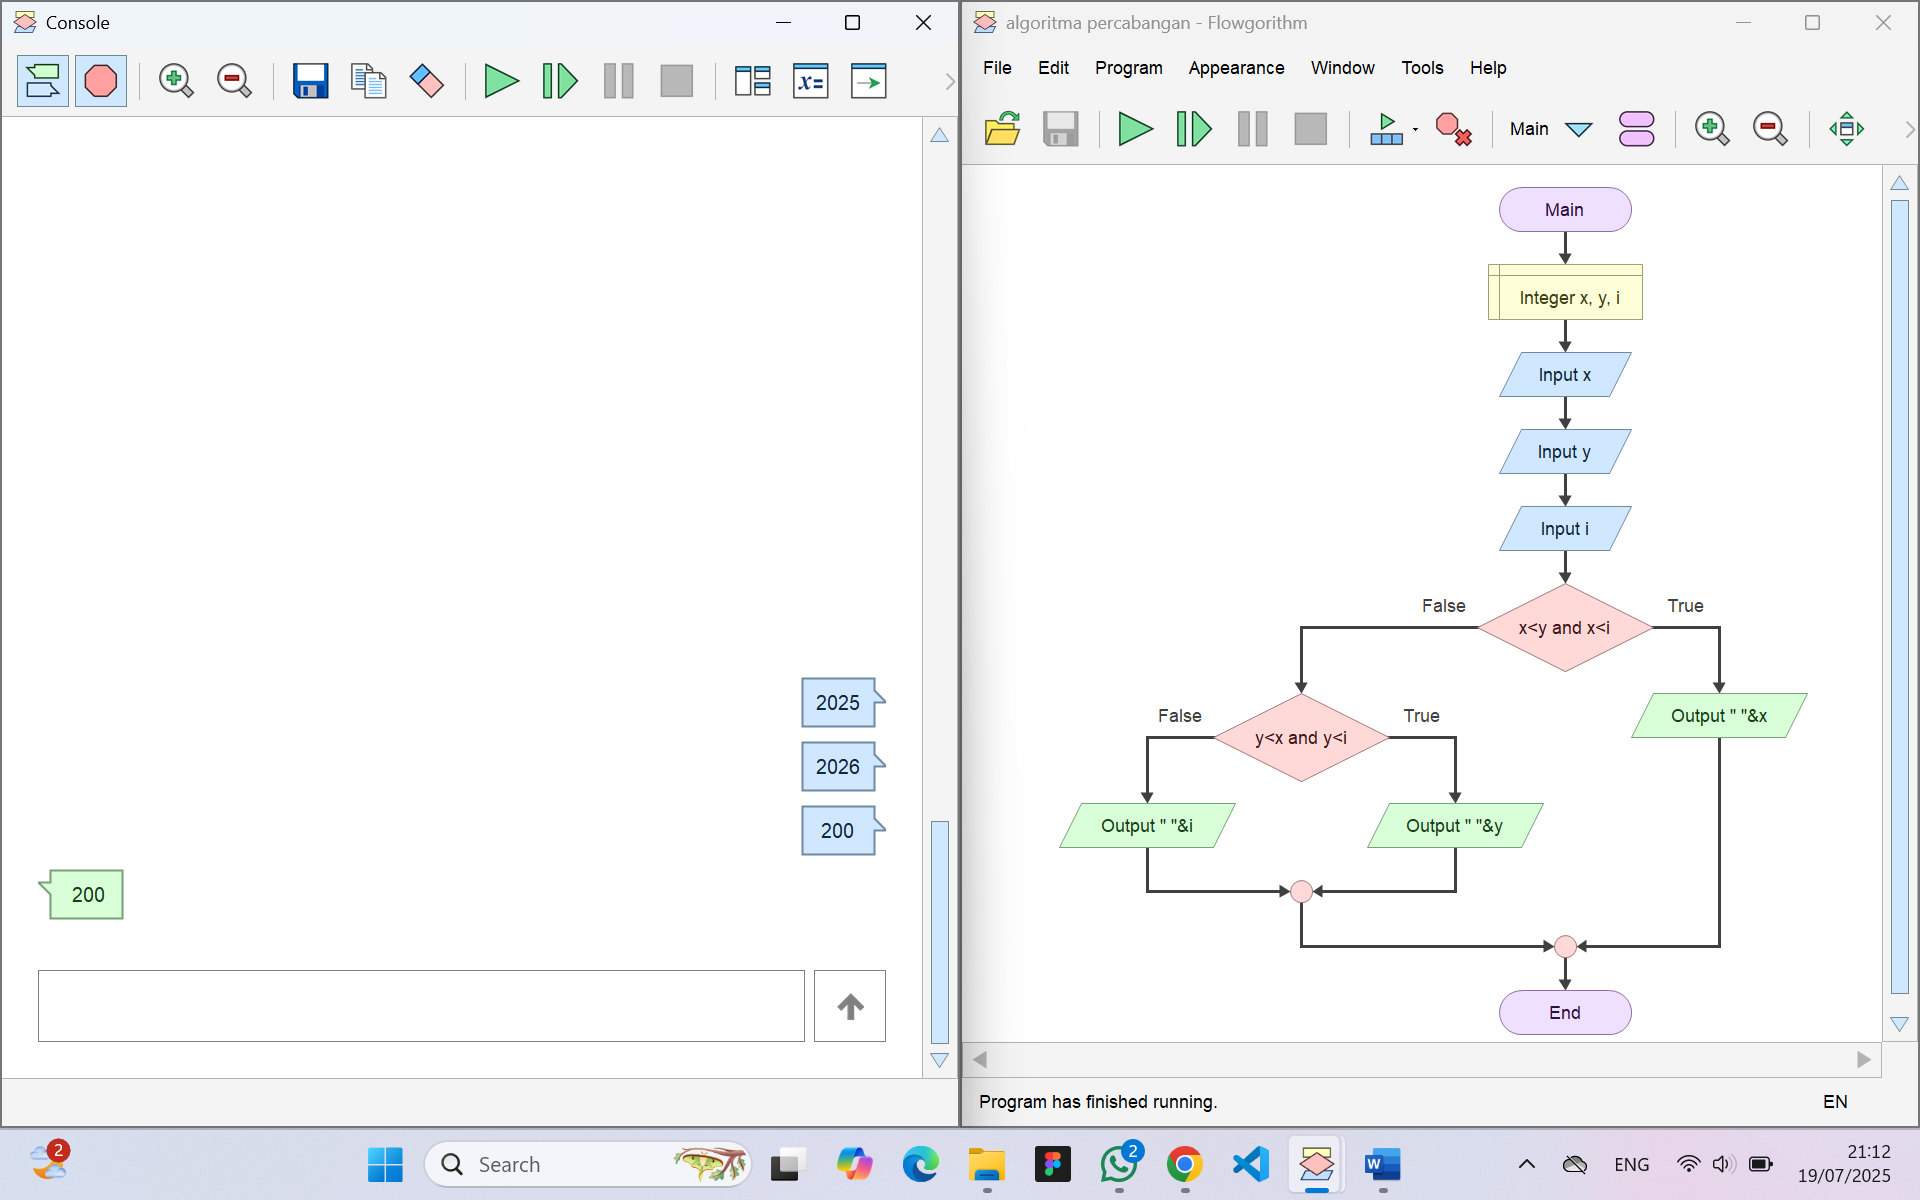 Console
2025
2026
200
200
algoritma percabangan - Flowgorithm
File Edit Program Appearance Window Tools Help
Main
Main
Integer x, y, i
Input x
Input y
Input i
False
True
x<y and x<i
False
True
y<x and y<i
Output " "&x
Output " "&i
Output " "&y
End
Program has finished running.
EN
2
Search
2
ENG
21:12
19/07/2025